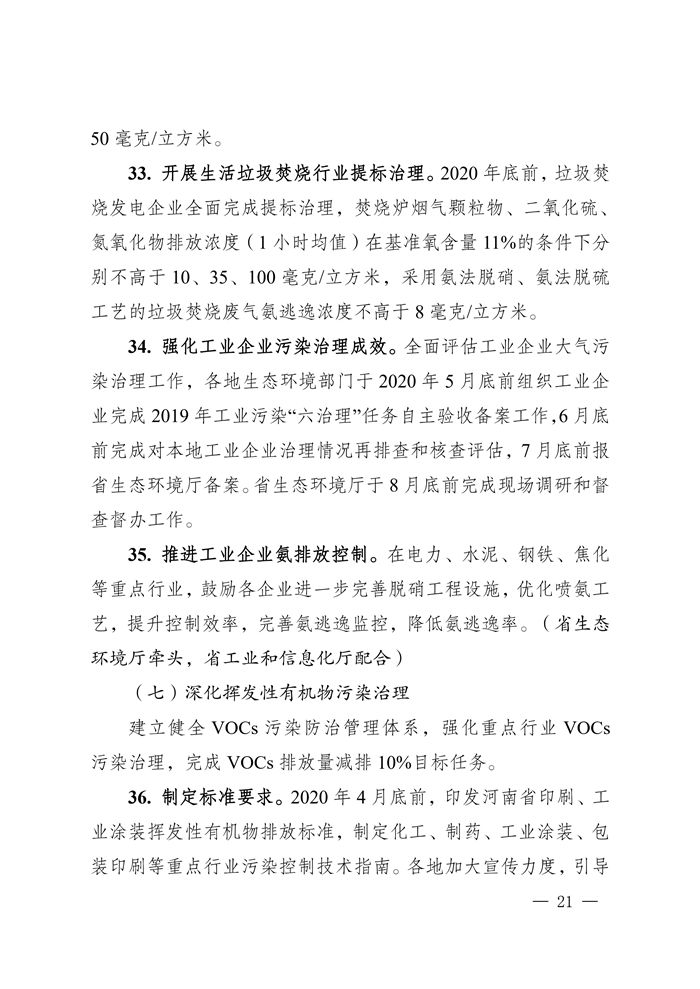 50 毫克/立方米。
33. 开展生活垃圾焚烧行业提标治理。2020 年底前，垃圾焚
烧发电企业全面完成提标治理，焚烧炉烟气颗粒物、二氧化硫、
氮氧化物排放浓度（1 小时均值）在基准氧含量 11%的条件下分
别不高于 10、35、100 毫克/立方米，采用氨法脱硝、氨法脱硫
工艺的垃圾焚烧废气氨逃逸浓度不高于 8 毫克/立方米。
34. 强化工业企业污染治理成效。全面评估工业企业大气污
染治理工作，各地生态环境部门于 2020 年 5 月底前组织工业企
业完成 2019 年工业污染“六治理”任务自主验收备案工作,6 月底
前完成对本地工业企业治理情况再排查和核查评估，7 月底前报
省生态环境厅备案。省生态环境厅于 8 月底前完成现场调研和督
查督办工作。
35. 推进工业企业氨排放控制。在电力、水泥、钢铁、焦化
等重点行业，鼓励各企业进一步完善脱硝工程设施，优化喷氨工
艺，提升控制效率，完善氨逃逸监控，降低氨逃逸率。（省生态
环境厅牵头，省工业和信息化厅配合）
（七）深化挥发性有机物污染治理
建立健全 VOCs 污染防治管理体系，强化重点行业 VOCs
污染治理，完成 VOCs 排放量减排 10%目标任务。
36. 制定标准要求。2020 年 4 月底前，印发河南省印刷、工
业涂装挥发性有机物排放标准，制定化工、制药、工业涂装、包
装印刷等重点行业污染控制技术指南。各地加大宣传力度，引导
— 21 —